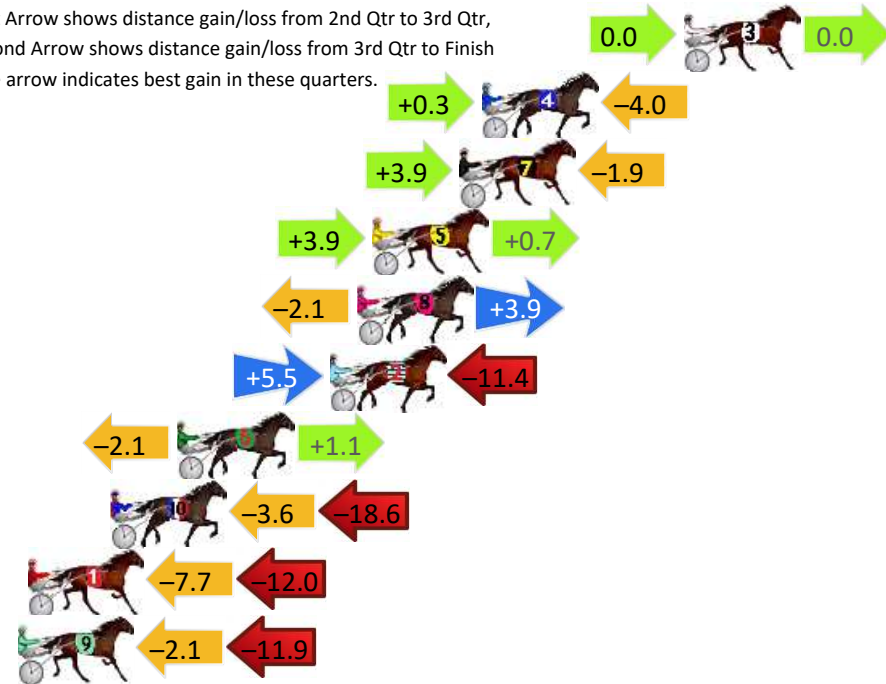 Arrow shows distance gain/loss from 2nd Qtr to 3rd Qtr,
ond Arrow shows distance gain/loss from 3rd Qtr to Finish
arrow indicates best gain in these quarters.
0.0 3 0.0
+0.3 4 –4.0
+3.9 7 –1.9
+3.9 5 +0.7
–2.1 8 +3.9
+5.5 –11.4
–2.1 +1.1
10 –3.6 –18.6
1 –7.7 –12.0
9 –2.1 –11.9